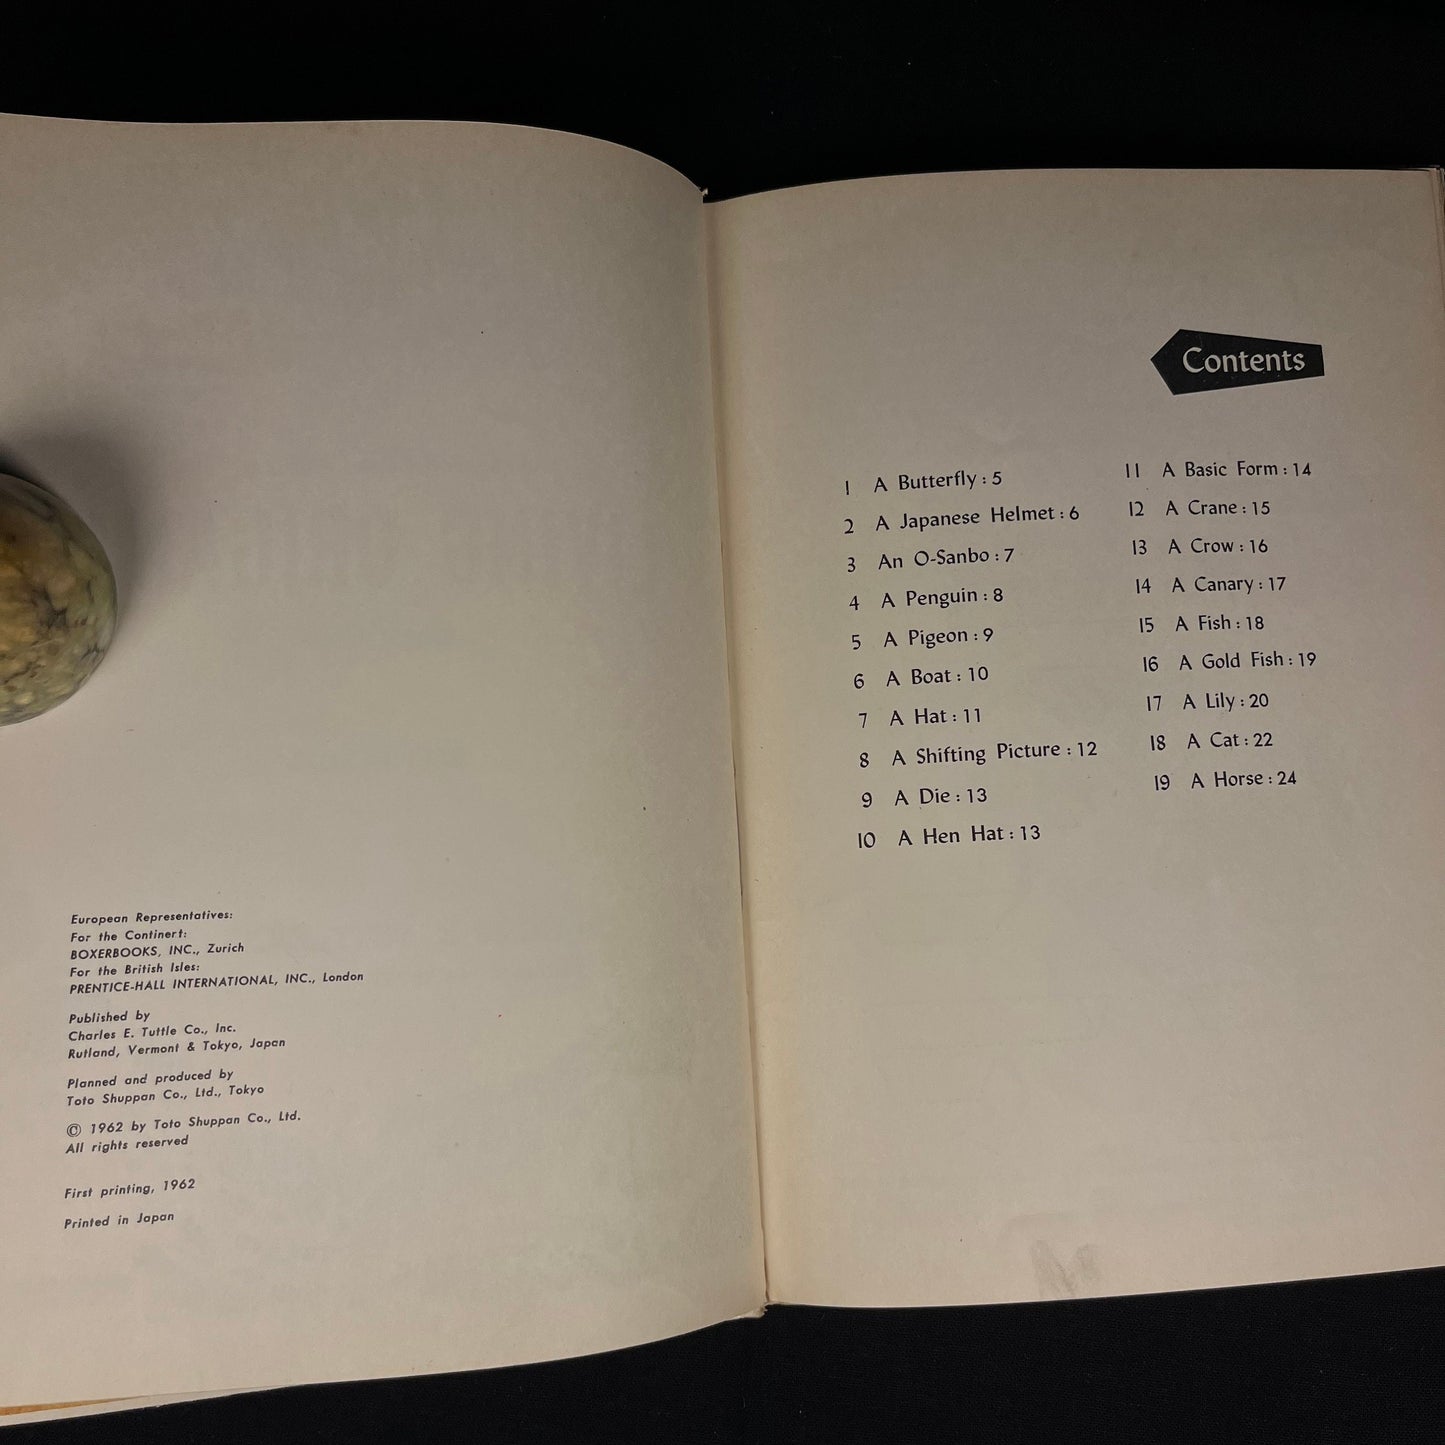 European Representatives:
For the Continert:
BOXERBOOKS, INC., Zurich
For the British Isles:
PRENTICE-HALL INTERNATIONAL, INC., London
Published by
Charles E. Tuttle Co., Inc.
Rutland, Vermont & Tokyo, Japan
Planned and produced by
Toto Shuppan Co., Ltd., Tokyo
© 1962 by Toto Shuppan Co., Ltd.
All rights reserved
First printing, 1962
Printed in Japan
Contents
1 A Butterfly : 5
2 A Japanese Helmet : 6
3 An O-Sanbo : 7
4 A Penguin : 8
5 A Pigeon : 9
6 A Boat : 10
7 A Hat : 11
8 A Shifting Picture : 12
9 A Die : 13
10 A Hen Hat : 13
11 A Basic Form : 14
12 A Crane : 15
13 A Crow : 16
14 A Canary : 17
15 A Fish : 18
16 A Gold Fish : 19
17 A Lily : 20
18 A Cat : 22
19 A Horse : 24